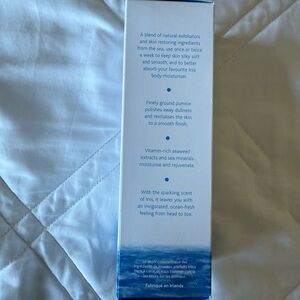 A blend of natural exfoliators
and skin restoring ingredients
from the sea, use once or twice
a week to keep skin silky soft
and smooth, and to better
absorb your favourite Inis
body moisturiser.
Finely ground pumice
polishes away dullness
and revitalises the skin
to a smooth finish.
Vitamin-rich seaweed
extracts and sea minerals
moisturise and rejuvenate.
With the sparkling scent
of Inis, it leaves you with
an invigorated, ocean-fresh
feeling from head to toe.
Fabriqué en Irlande